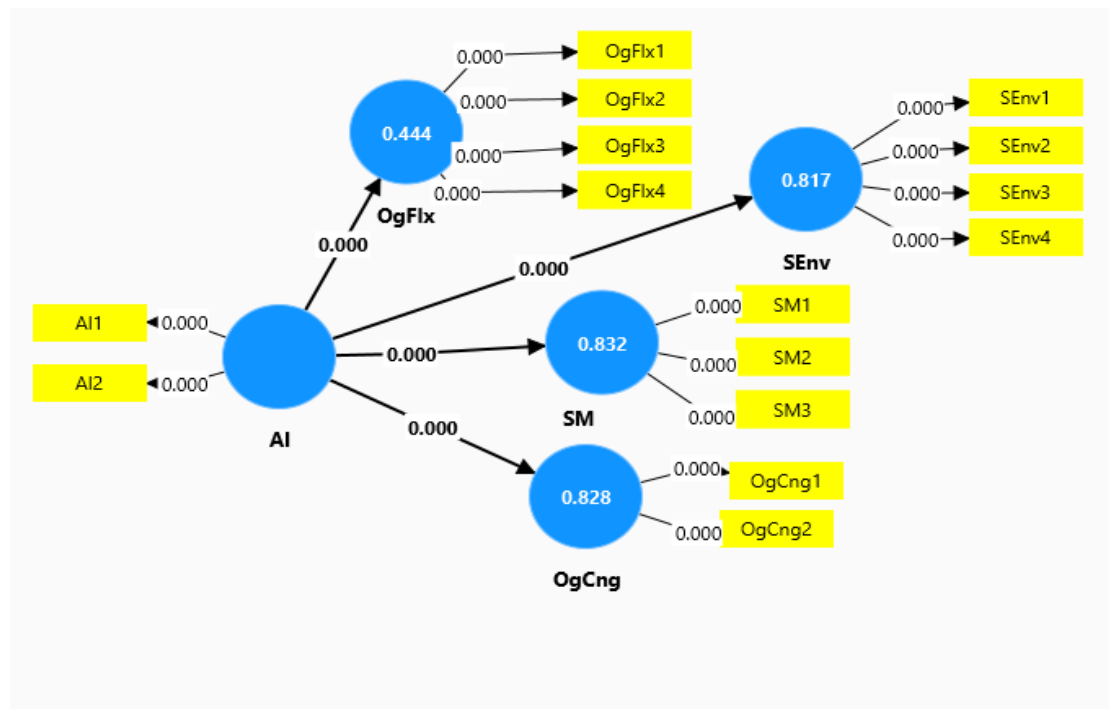 0.000
OgFlx1
0.000
OgFlx2
0.444
0.000
OgFlx3
0.000
OgFlx4
OgFlx
0.000
0.000
SEnv1
0.000
SEnv2
0.817
0.000
SEnv3
0.000
SEnv4
SEnv
0.000
AI1
0.000
AI2
0.000
AI
0.000
0.832
0.000
SM1
0.000
SM2
0.000
SM3
SM
0.000
0.828
0.000
OgCng1
0.000
OgCng2
OgCng